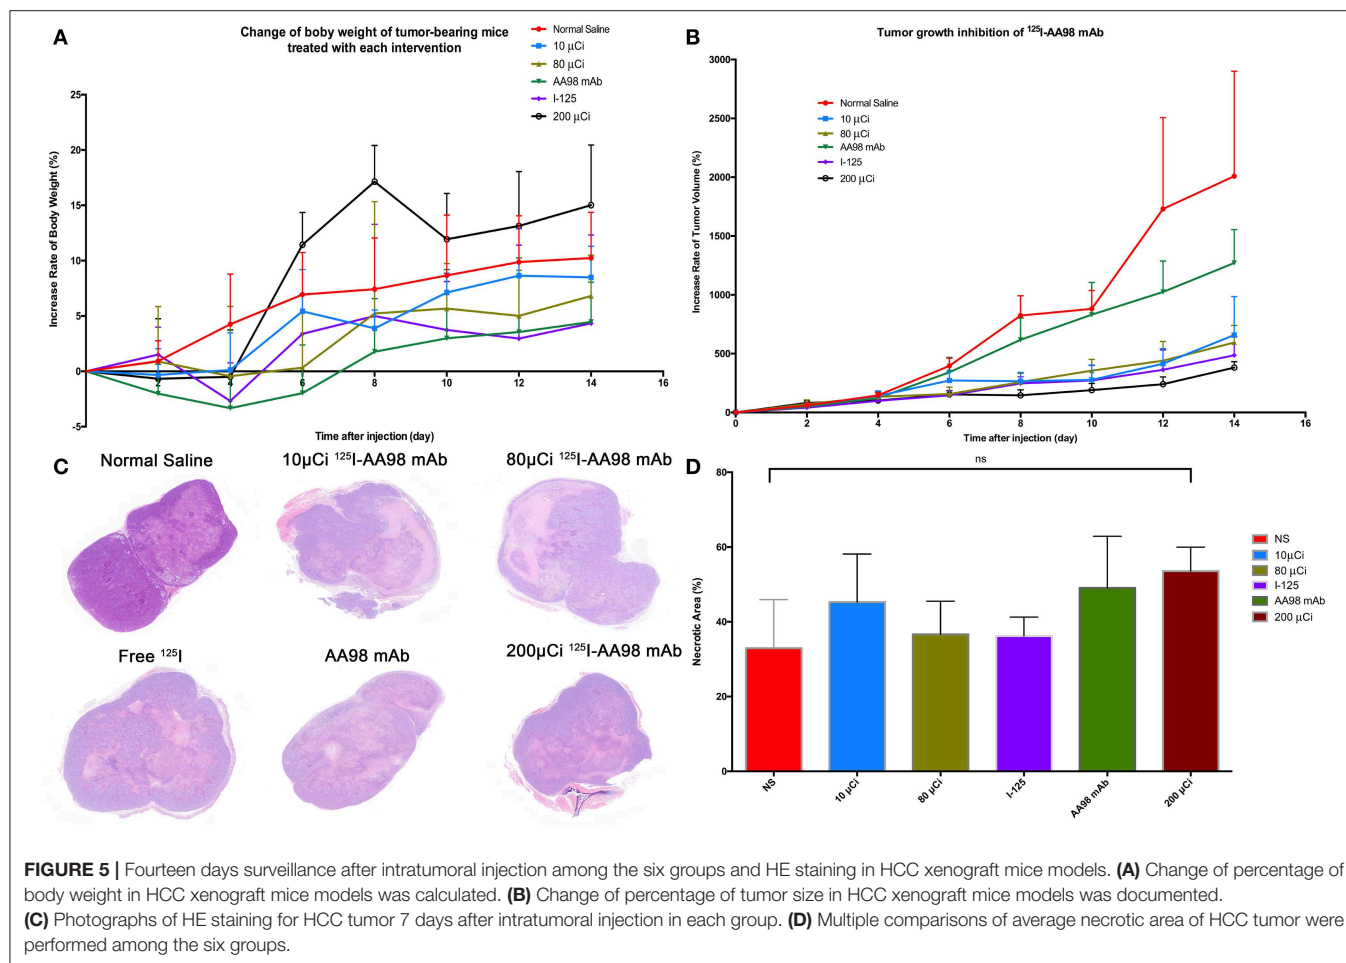 A
Change of boby weight of tumor-bearing mice
treated with each intervention
Normal Saline
10 μCi
80 μCi
AA98 mAb
I-125
200 μCi
Increase Rate of Body Weight (%)
25
20
15
10
5
0
-5
2
4
6
8
10
12
14
16
Time after injection (day)
B
Tumor growth inhibition of ¹²⁵I-AA98 mAb
Normal Saline
10 μCi
80 μCi
AA98 mAb
I-125
200 μCi
Increase Rate of Tumor Volume (%)
3000
2500
2000
1500
1000
500
0
0
2
4
6
8
10
12
14
16
Time after injection (day)
C
Normal Saline
10μCi ¹²⁵I-AA98 mAb
80μCi ¹²⁵I-AA98 mAb
Free ¹²⁵I
AA98 mAb
200μCi ¹²⁵I-AA98 mAb
D
ns
Necrotic Area (%)
80
60
40
20
0
NS
10 μCi
80 μCi
I-125
AA98 mAb
200 μCi
NS
10μCi
80 μCi
I-125
AA98 mAb
200 μCi
FIGURE 5 | Fourteen days surveillance after intratumoral injection among the six groups and HE staining in HCC xenograft mice models. (A) Change of percentage of
body weight in HCC xenograft mice models was calculated. (B) Change of percentage of tumor size in HCC xenograft mice models was documented.
(C) Photographs of HE staining for HCC tumor 7 days after intratumoral injection in each group. (D) Multiple comparisons of average necrotic area of HCC tumor were
performed among the six groups.